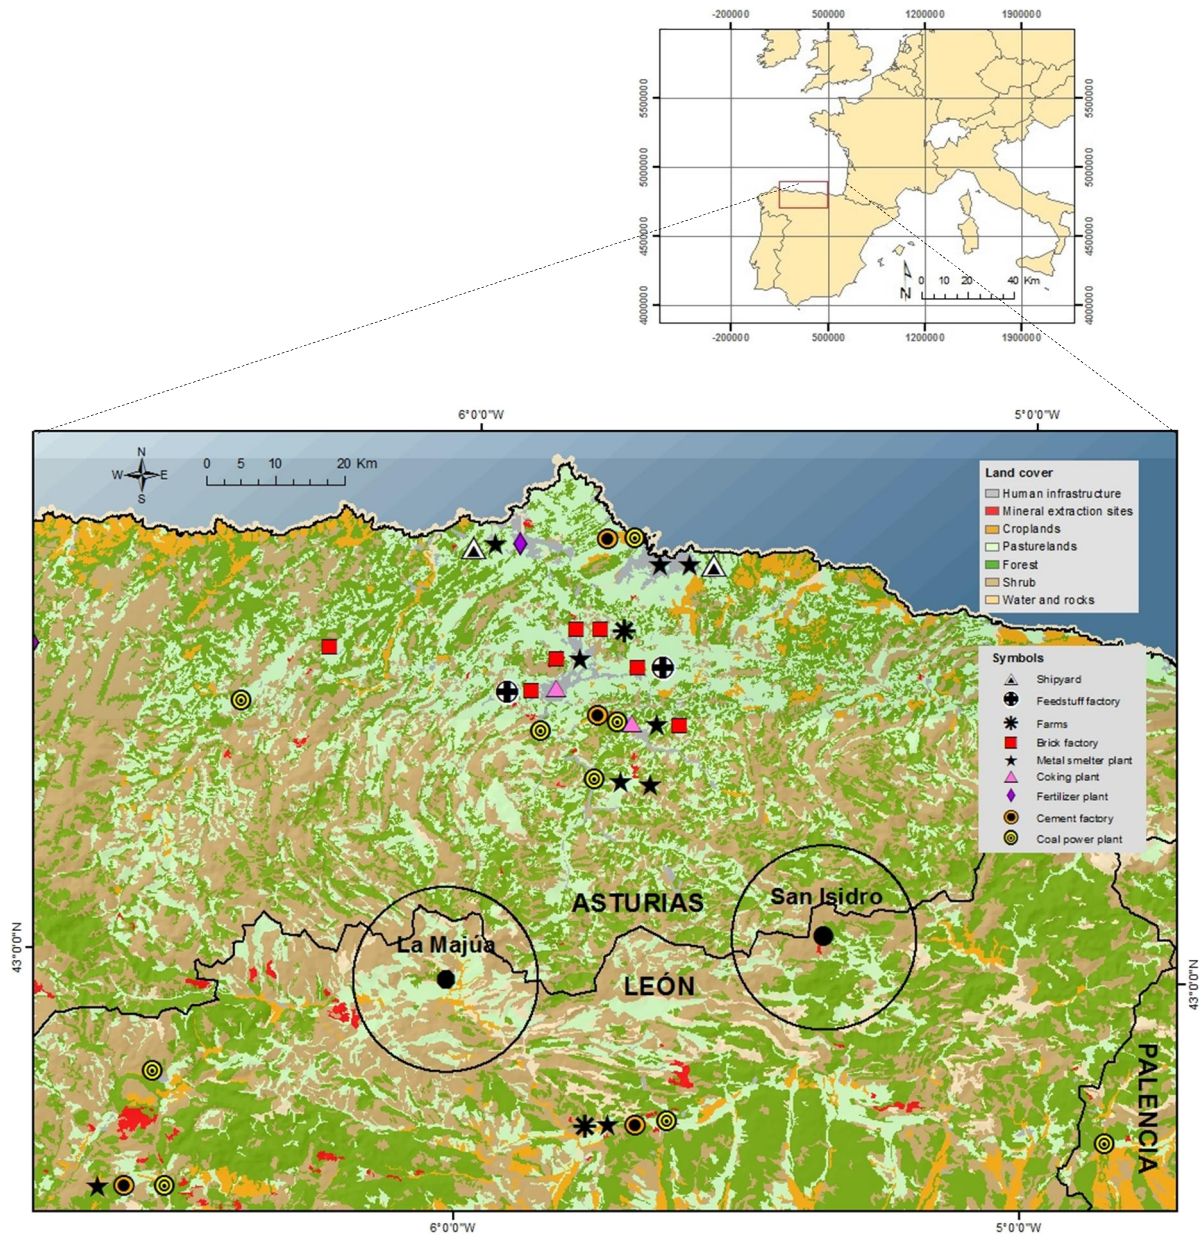 -200000 500000 1200000 1900000
5500000 5500000
5000000 5000000
4500000 4500000
4000000 4000000
N
0 10 20 40 Km
-200000 500000 1200000 1900000
6°0'0"W 5°0'0"W
N
W E
S
0 5 10 20 Km
Land cover
Human infrastructure
Mineral extraction sites
Croplands
Pasturelands
Forest
Shrub
Water and rocks
Symbols
Shipyard
Feedstuff factory
Farms
Brick factory
Metal smelter plant
Coking plant
Fertilizer plant
Cement factory
Coal power plant
ASTURIAS
San Isidro
La Majúa
LEÓN
PALENCIA
43°0'0"N 43°0'0"N
6°0'0"W 5°0'0"W